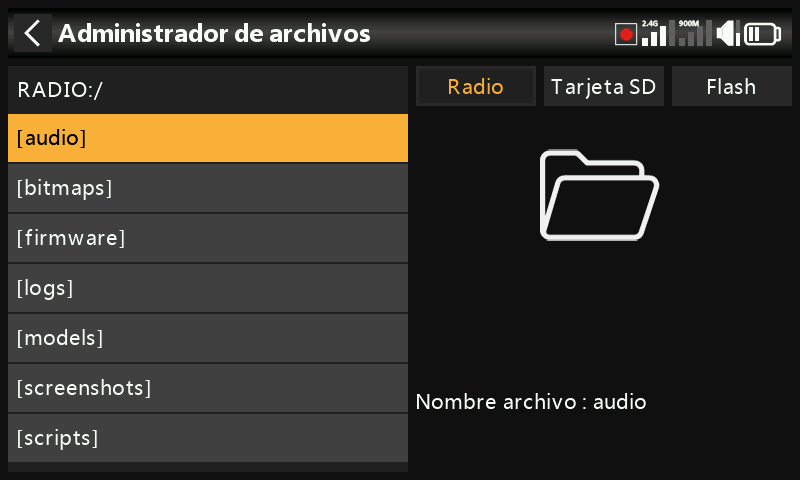 Administrador de archivos
2.4G 900M
RADIO:/
Radio Tarjeta SD Flash
[audio]
[bitmaps]
[firmware]
[logs]
[models]
[screenshots]
[scripts]
Nombre archivo : audio